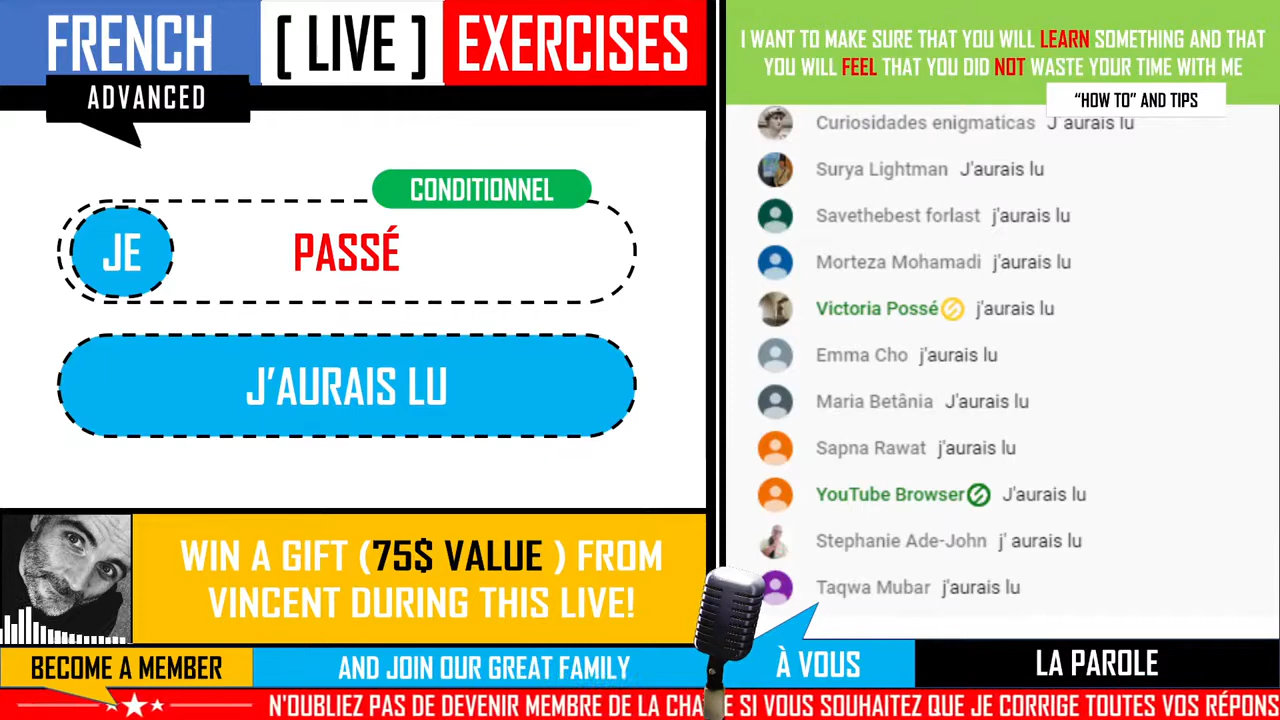 FRENCH [ LIVE ] EXERCISES
ADVANCED
CONDITIONNEL
JE PASSÉ
J'AURAIS LU
WIN A GIFT (75$ VALUE ) FROM
VINCENT DURING THIS LIVE!
BECOME A MEMBER AND JOIN OUR GREAT FAMILY
I WANT TO MAKE SURE THAT YOU WILL LEARN SOMETHING AND THAT
YOU WILL FEEL THAT YOU DID NOT WASTE YOUR TIME WITH ME
“HOW TO” AND TIPS
Curiosidades enigmaticas J'aurais lu
Surya Lightman J'aurais lu
Savethebest forlast j'aurais lu
Morteza Mohamadi j'aurais lu
Victoria Possé j'aurais lu
Emma Cho j'aurais lu
Maria Betânia J'aurais lu
Sapna Rawat j'aurais lu
YouTube Browser J'aurais lu
Stephanie Ade-John j' aurais lu
Taqwa Mubar j'aurais lu
À VOUS LA PAROLE
N'OUBLIEZ PAS DE DEVENIR MEMBRE DE LA CHA E SI VOUS SOUHAITEZ QUE JE CORRIGE TOUTES VOS RÉPONS